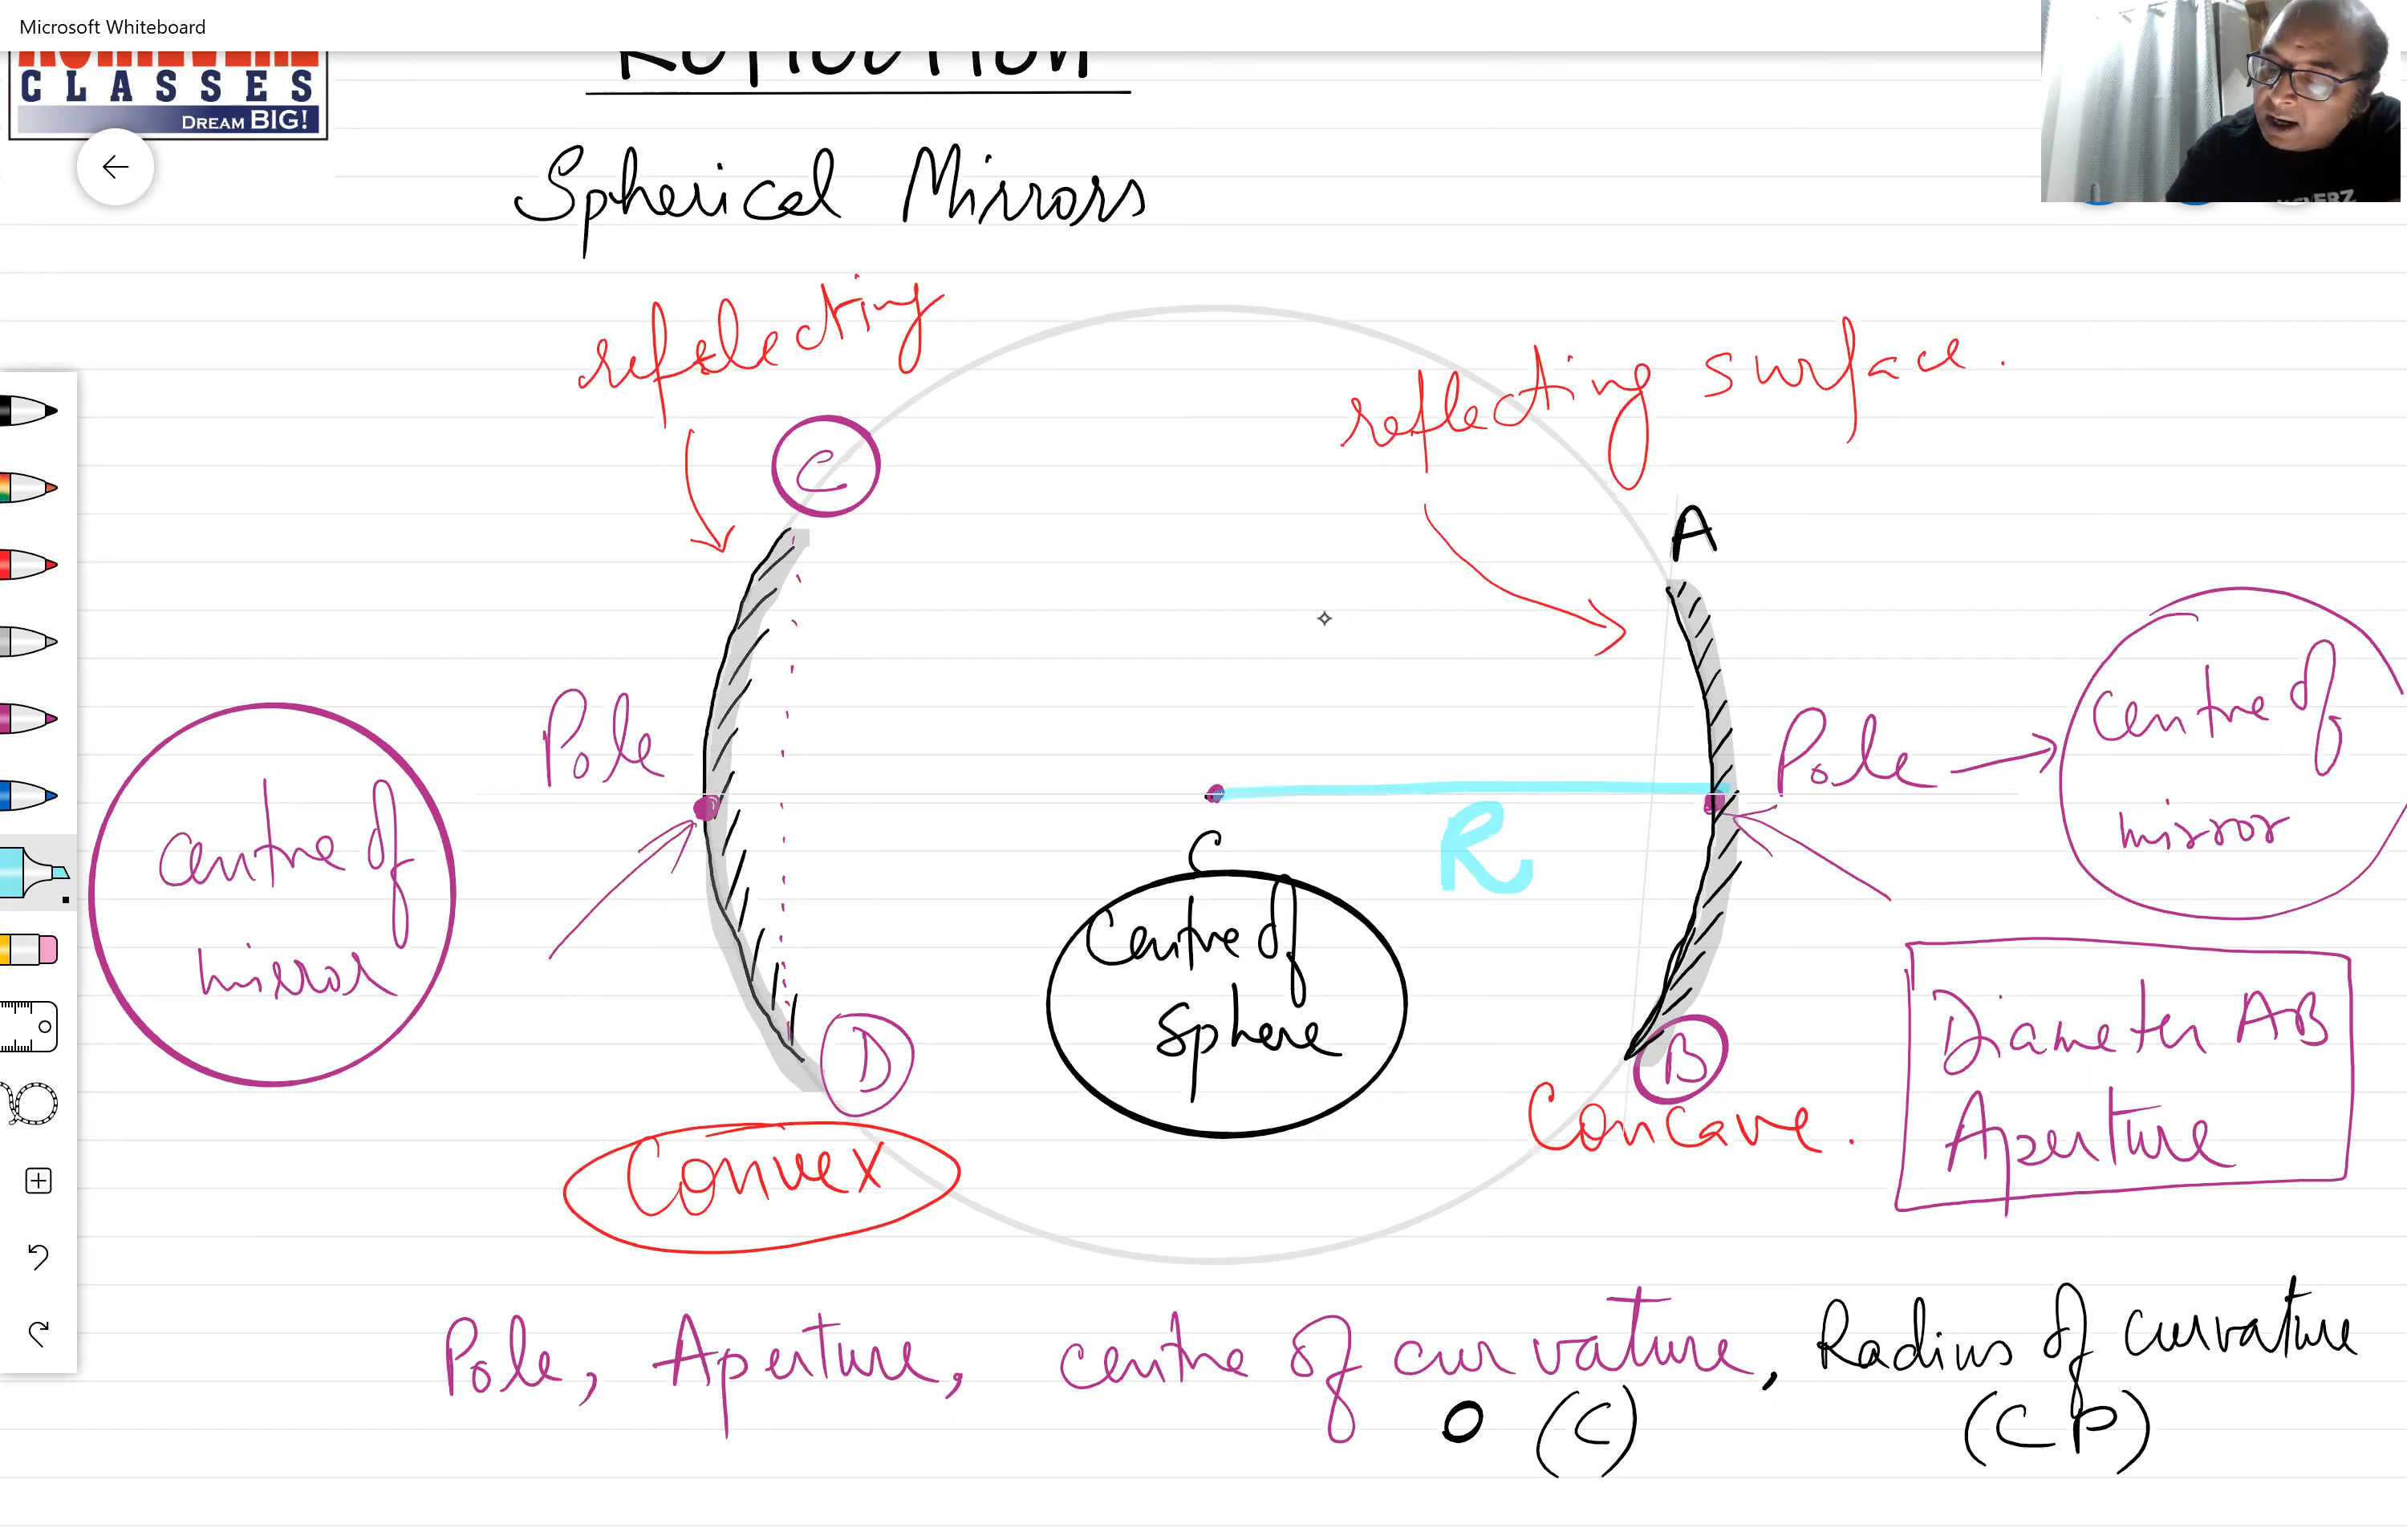 Microsoft Whiteboard
CLASSES
DREAM BIG!
Reflection
Spherical Mirrors
reflecting
reflecting surface.
C
A
Pole
Pole
centre of
mirror
centre of
mirror
R
C
Centre of
sphere
D
B
Convex
Concave.
Diameter AB
Aperture
Pole, Aperture, centre of curvature, Radius of curvature
O (C) (CP)